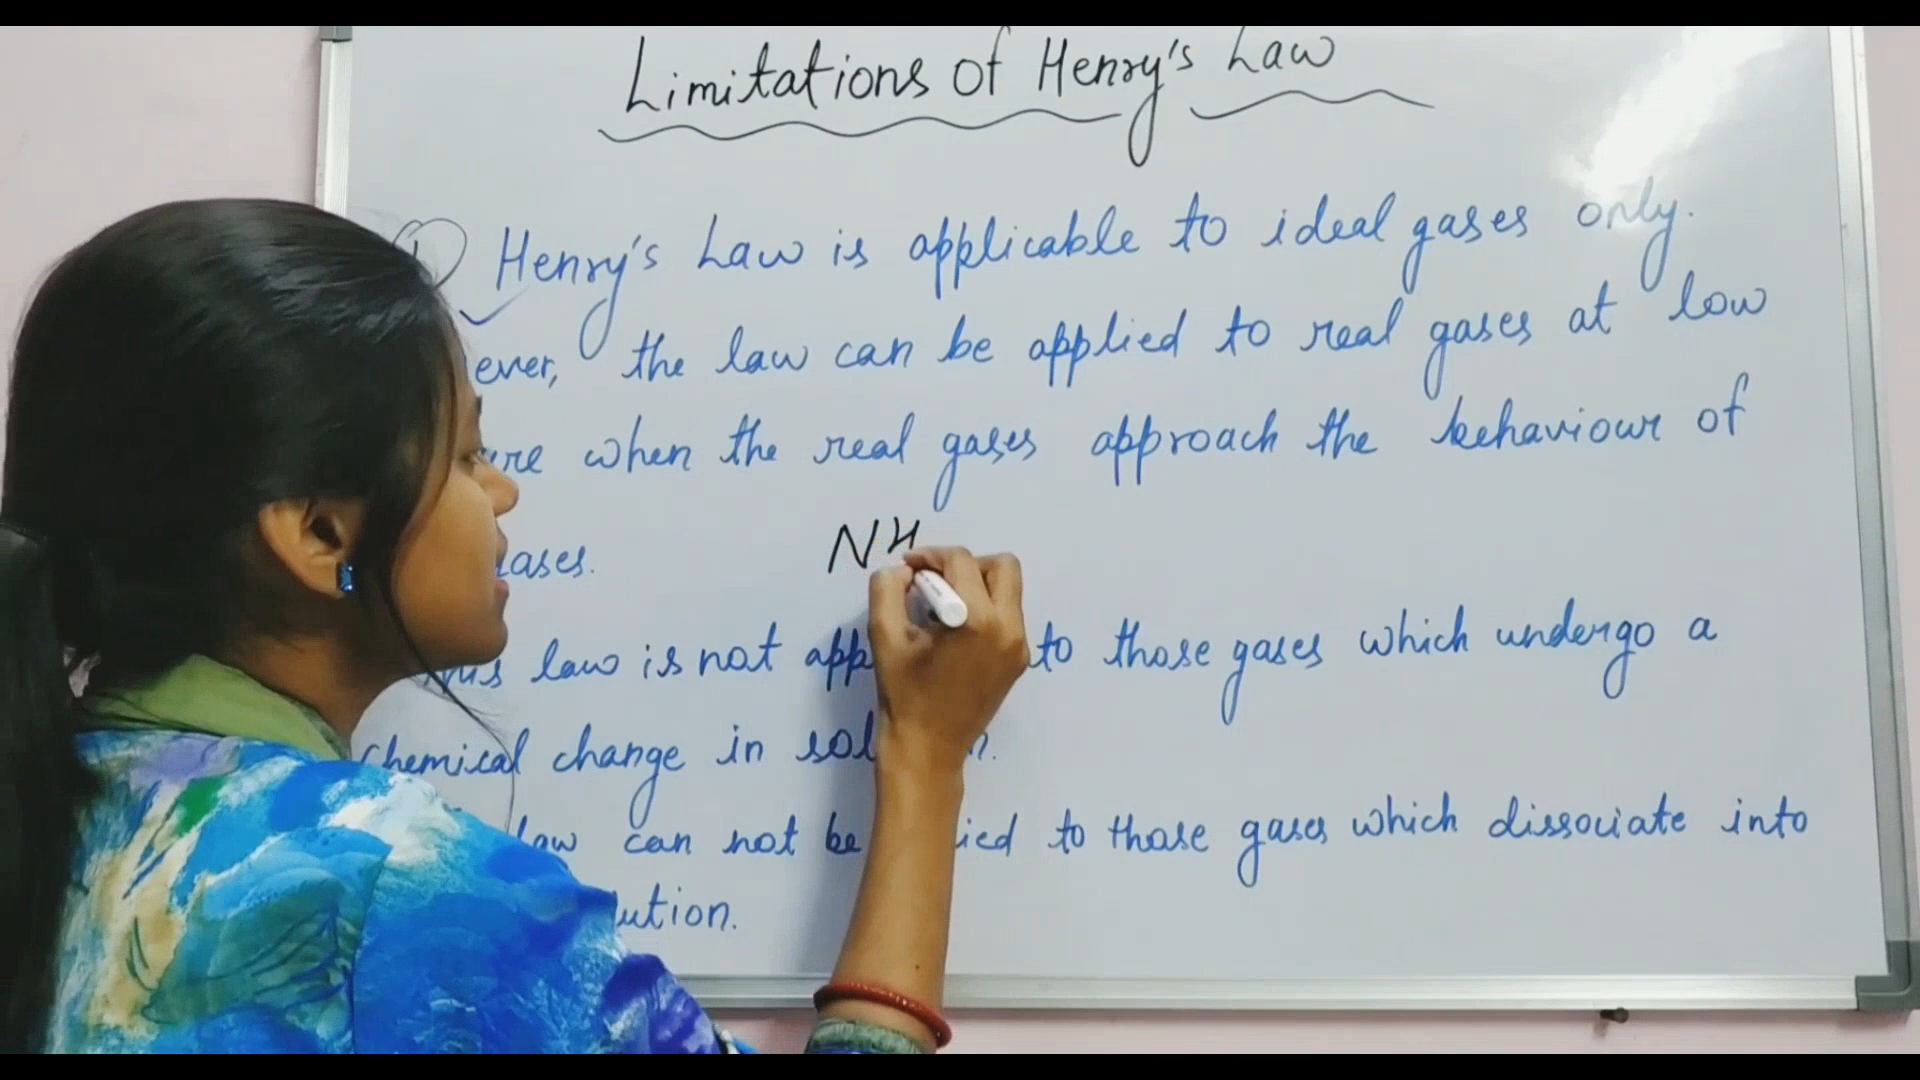 Limitations of Henry's Law
Henry's Law is applicable to ideal gases only.
ever, the law can be applied to real gases at low
ure when the real gases approach the behaviour of
ases.
NH
law is not app to those gases which undergo a
chemical change in sol n.
law can not be ied to those gases which dissociate into
ution.